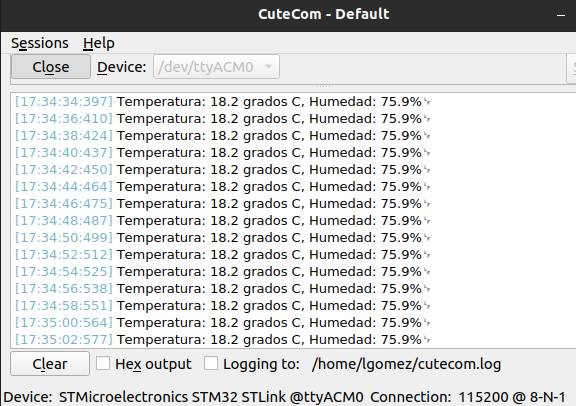 CuteCom - Default
Sessions Help
Close Device: /dev/ttyACM0
[17:34:34:397] Temperatura: 18.2 grados C, Humedad: 75.9%
[17:34:36:410] Temperatura: 18.2 grados C, Humedad: 75.9%
[17:34:38:424] Temperatura: 18.2 grados C, Humedad: 75.9%
[17:34:40:437] Temperatura: 18.2 grados C, Humedad: 75.9%
[17:34:42:450] Temperatura: 18.2 grados C, Humedad: 75.9%
[17:34:44:464] Temperatura: 18.2 grados C, Humedad: 75.9%
[17:34:46:475] Temperatura: 18.2 grados C, Humedad: 75.9%
[17:34:48:487] Temperatura: 18.2 grados C, Humedad: 75.9%
[17:34:50:499] Temperatura: 18.2 grados C, Humedad: 75.9%
[17:34:52:512] Temperatura: 18.2 grados C, Humedad: 75.9%
[17:34:54:525] Temperatura: 18.2 grados C, Humedad: 75.9%
[17:34:56:538] Temperatura: 18.2 grados C, Humedad: 75.9%
[17:34:58:551] Temperatura: 18.2 grados C, Humedad: 75.9%
[17:35:00:564] Temperatura: 18.2 grados C, Humedad: 75.9%
[17:35:02:577] Temperatura: 18.2 grados C, Humedad: 75.9%
Clear Hex output Logging to: /home/lgomez/cutecom.log
Device: STMicroelectronics STM32 STLink @ttyACM0 Connection: 115200 @ 8-N-1